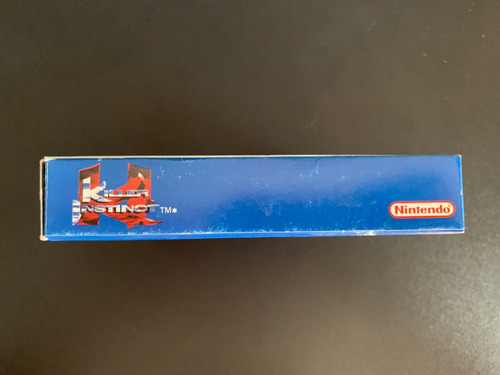 KILLER
INSTINCT TM*
Nintendo